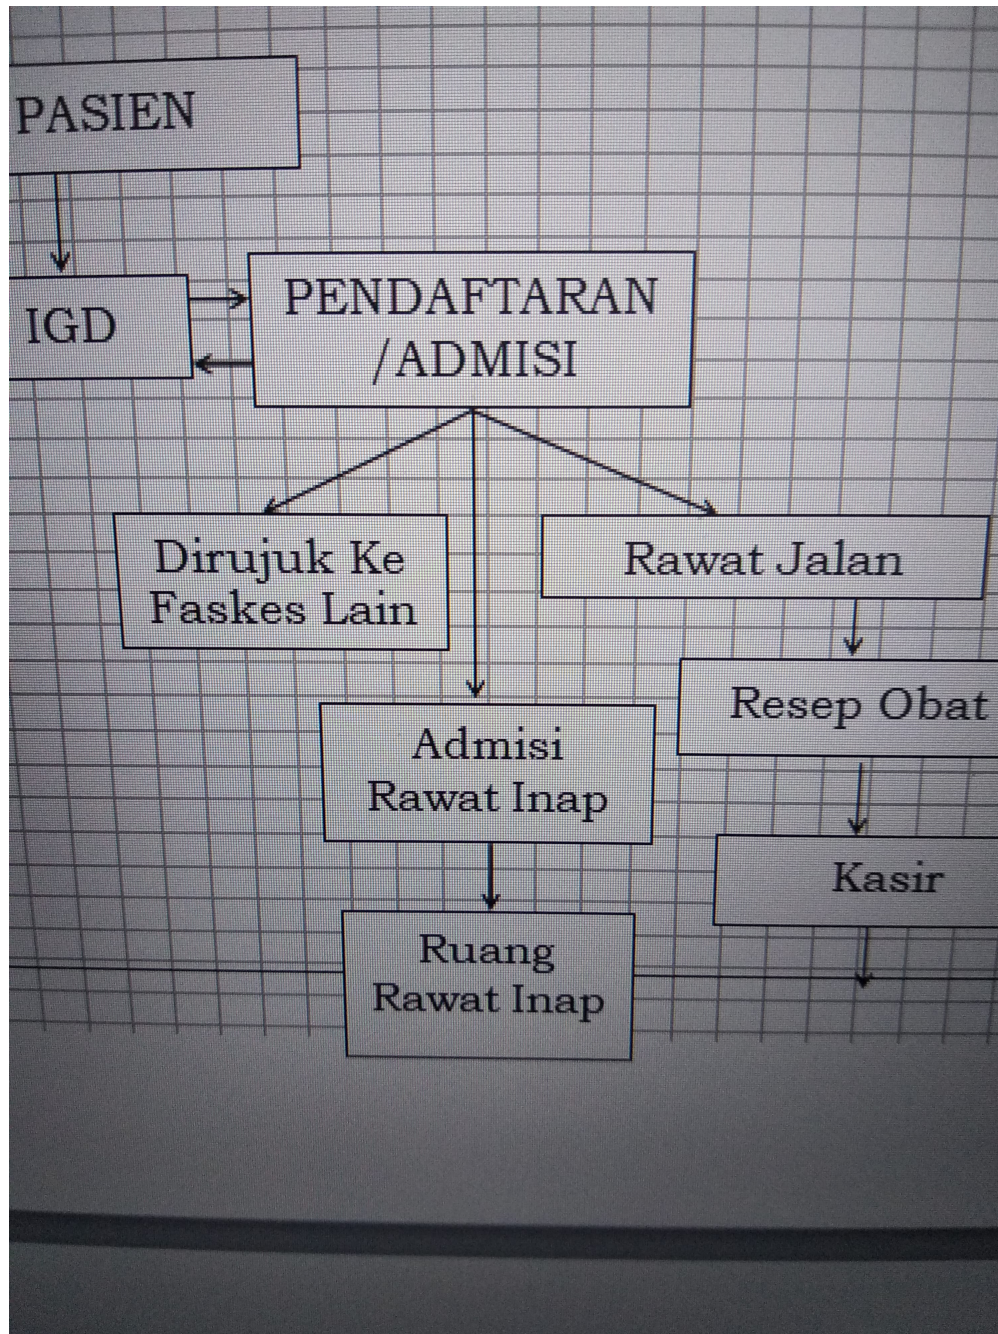 PASIEN
IGD
PENDAFTARAN
/ADMISI
Dirujuk Ke
Faskes Lain
Rawat Jalan
Resep Obat
Admisi
Rawat Inap
Kasir
Ruang
Rawat Inap